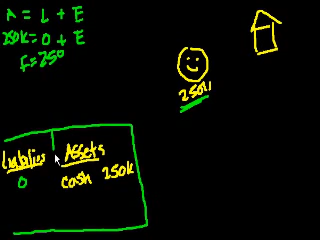 A = L + E
250k = 0 + E
E = 250
250k
Liabilities Assets
0 cash 250k